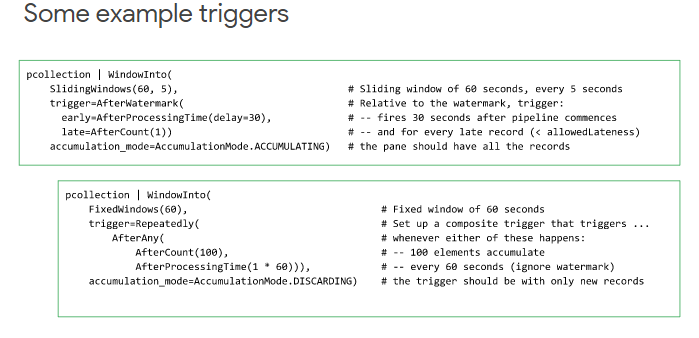 Some example triggers
pcollection | WindowInto(
SlidingWindows(60, 5), # Sliding window of 60 seconds, every 5 seconds
trigger=AfterWatermark( # Relative to the watermark, trigger:
early=AfterProcessingTime(delay=30), # -- fires 30 seconds after pipeline commences
late=AfterCount(1)) # -- and for every late record (< allowedLateness)
accumulation_mode=AccumulationMode.ACCUMULATING) # the pane should have all the records
pcollection | WindowInto(
FixedWindows(60), # Fixed window of 60 seconds
trigger=Repeatedly( # Set up a composite trigger that triggers ...
AfterAny( # whenever either of these happens:
AfterCount(100), # -- 100 elements accumulate
AfterProcessingTime(1 * 60))), # -- every 60 seconds (ignore watermark)
accumulation_mode=AccumulationMode.DISCARDING) # the trigger should be with only new records